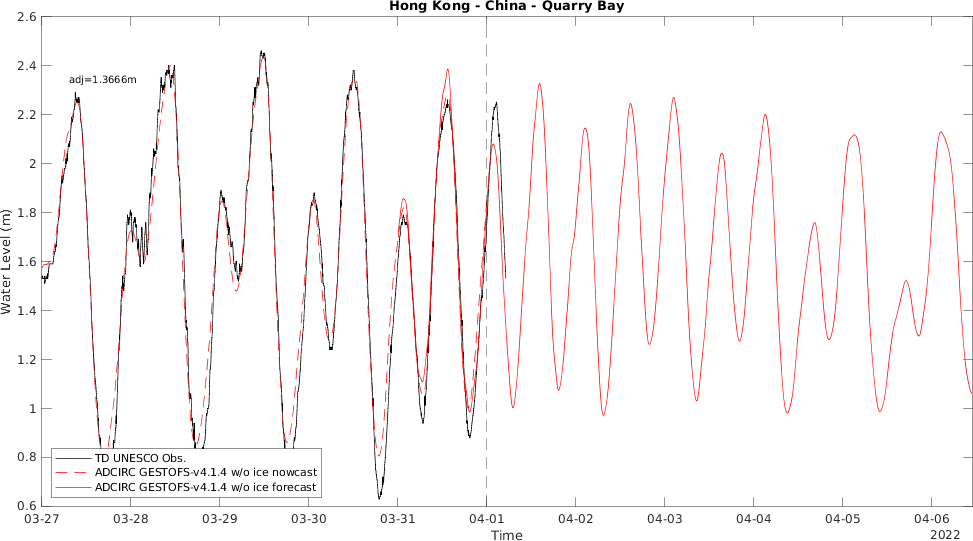 Hong Kong - China - Quarry Bay
2.6
2.4
2.2
2
1.8
1.6
1.4
1.2
1
0.8
0.6
Water Level (m)
adj=1.3666m
TD UNESCO Obs.
ADCIRC GESTOFS-v4.1.4 w/o ice nowcast
ADCIRC GESTOFS-v4.1.4 w/o ice forecast
03-27 03-28 03-29 03-30 03-31 04-01 04-02 04-03 04-04 04-05 04-06
Time
2022